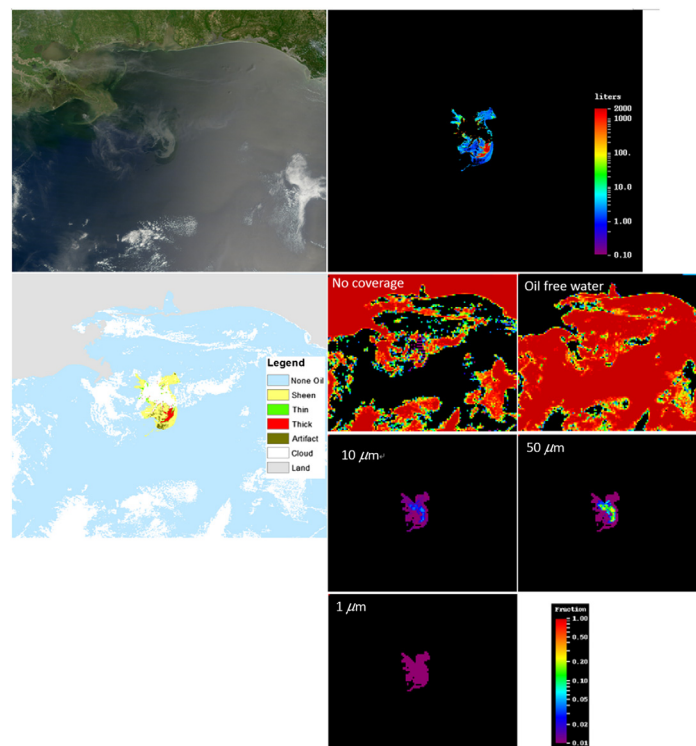 liters
2000
1000
100.
10.0
1.00
0.10
Legend
None Oil
Sheen
Thin
Thick
Artifact
Cloud
Land
No coverage
Oil free water
10 μm↵
50 μm
1 μm
Fraction
1.00
0.50
0.20
0.10
0.05
0.02
0.01